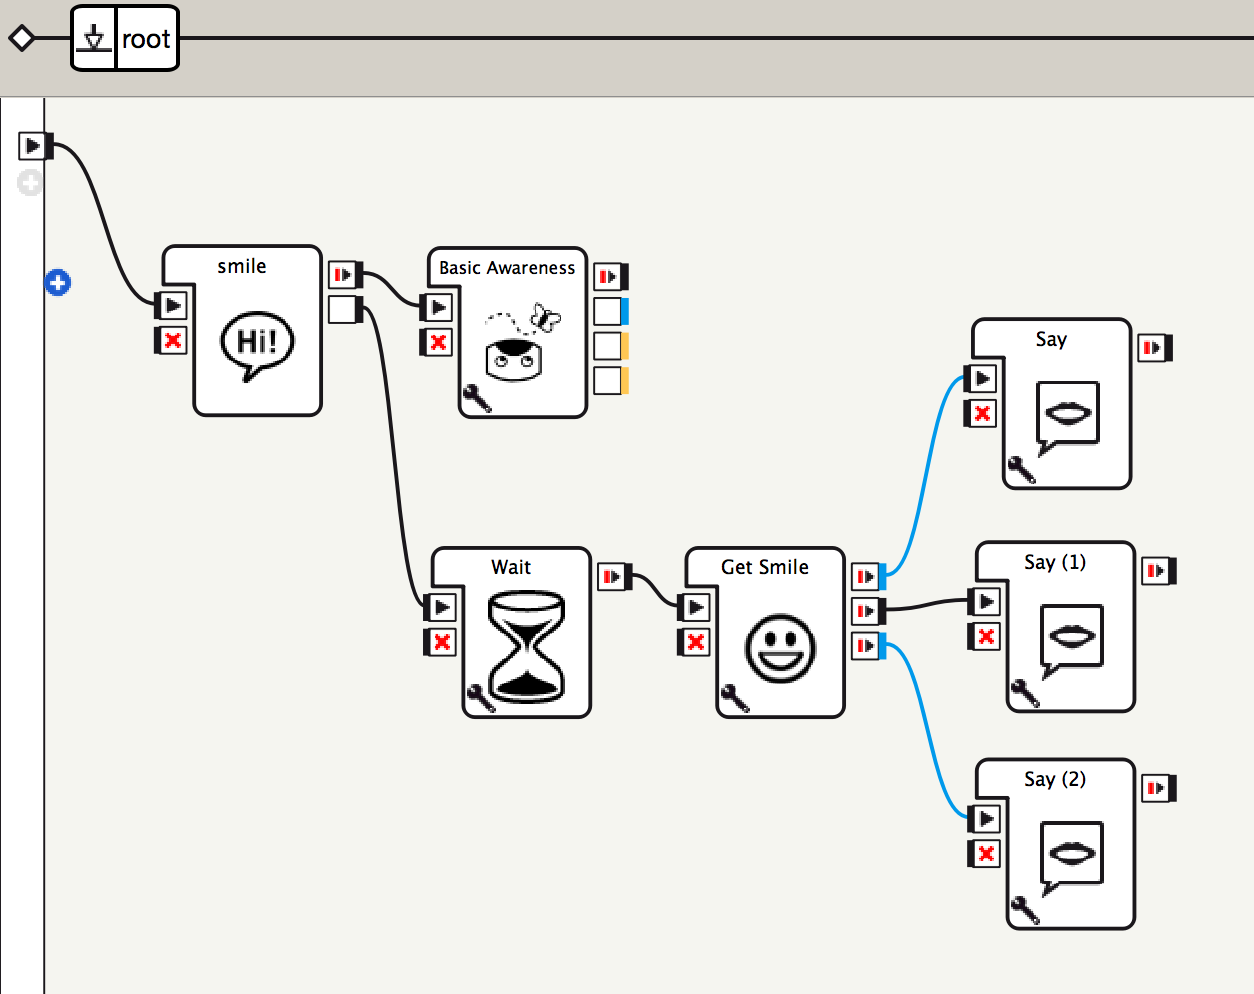 root
smile
Hi!
Basic Awareness
Say
Wait
Get Smile
Say (1)
Say (2)